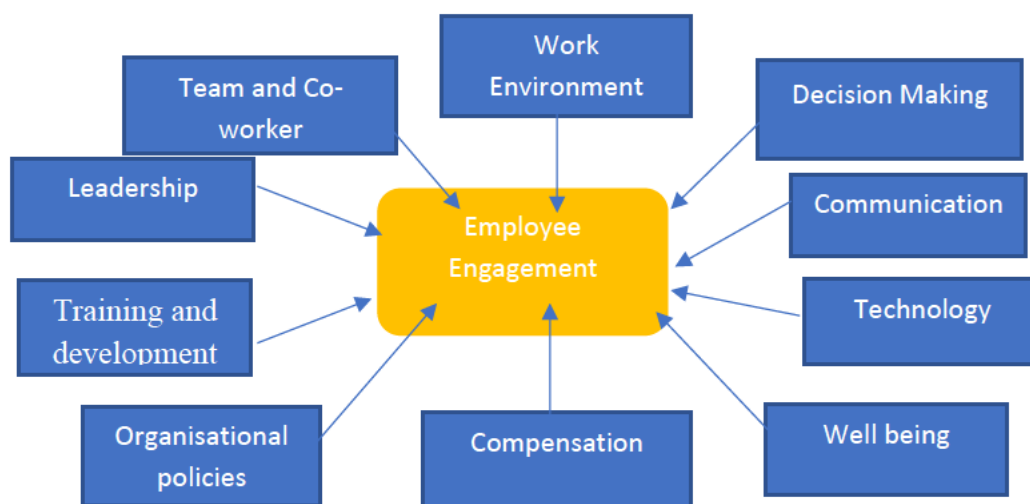 Work
Environment
Team and Co-
worker
Decision Making
Leadership
Communication
Employee
Engagement
Training and
development
Technology
Organisational
policies
Compensation
Well being